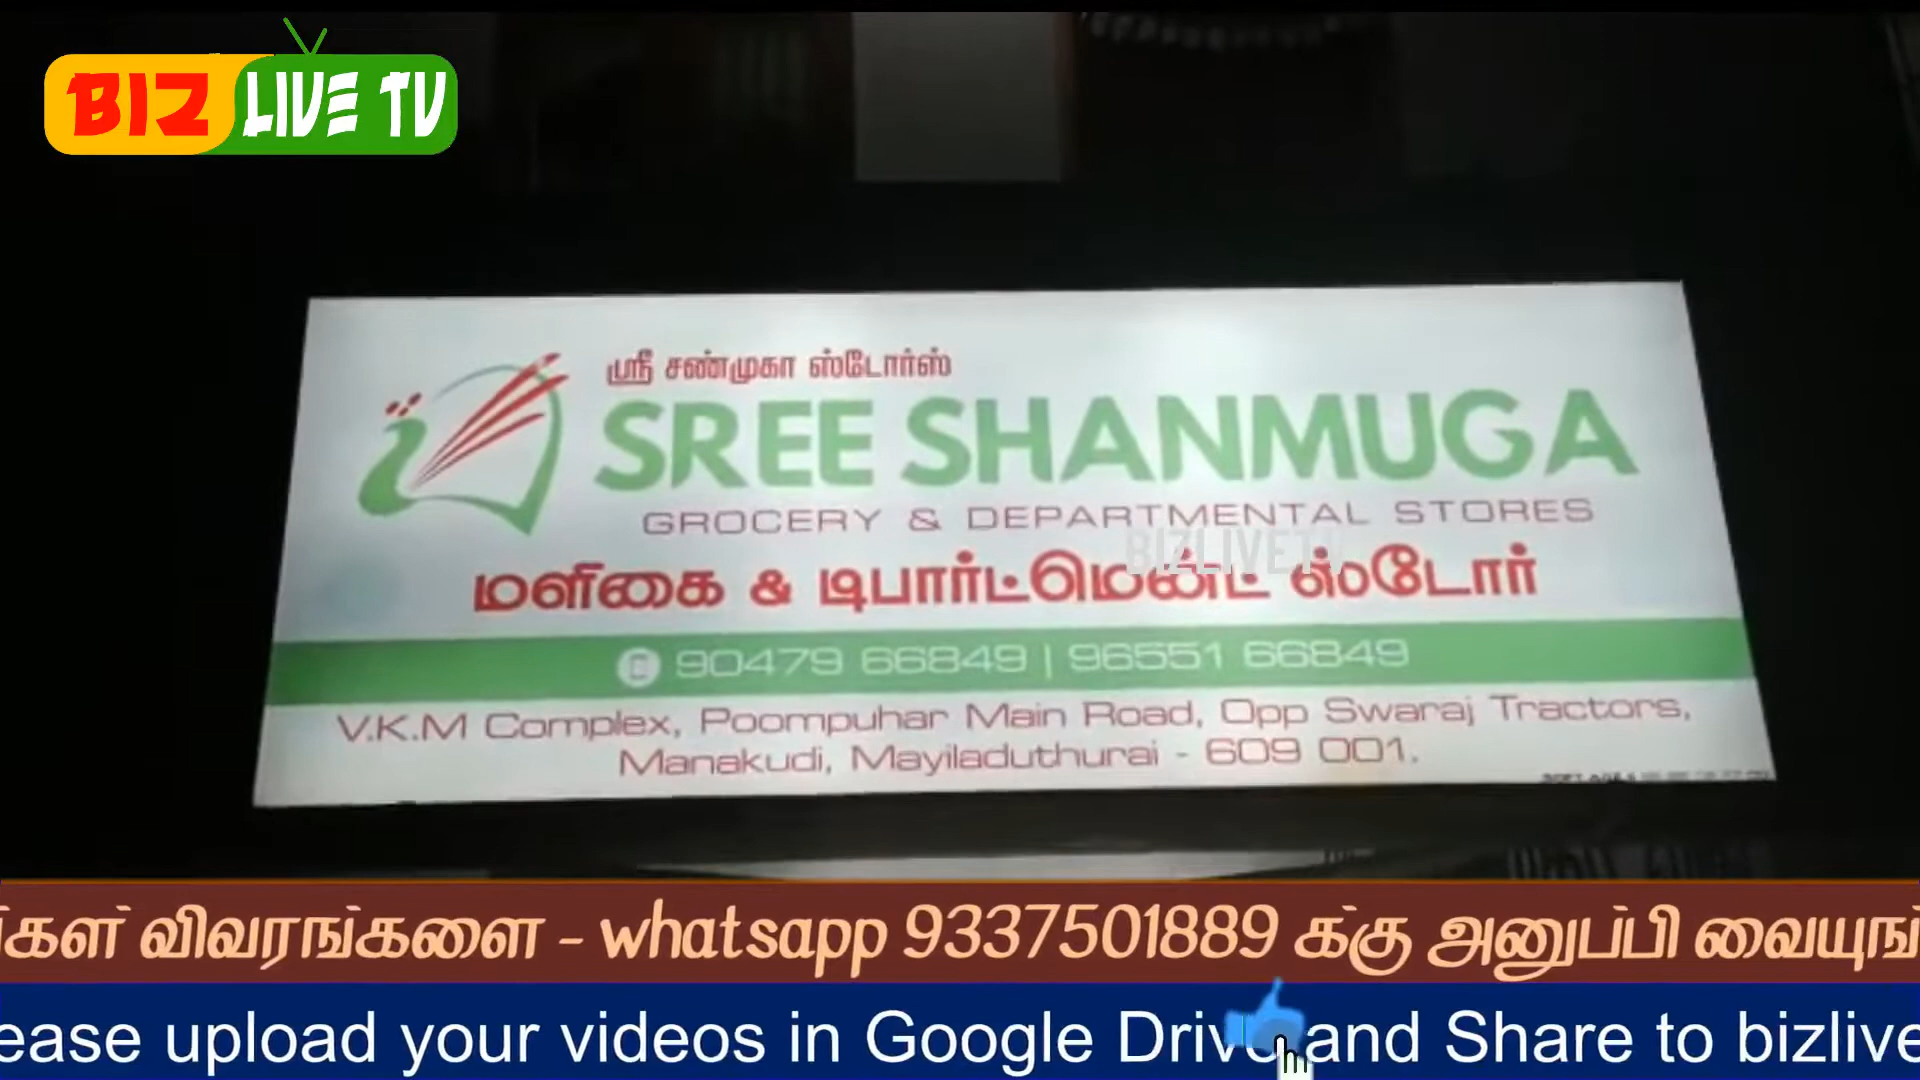 BIZ LIVE TV
ஸ்ரீ சண்முகா ஸ்டோர்ஸ்
SREE SHANMUGA
GROCERY & DEPARTMENTAL STORES
BIZLIVETV
மளிகை & டிபார்ட்மென்ட் ஸ்டோர்
90479 66849 | 96551 66849
V.K.M Complex, Poompuhar Main Road, Opp Swaraj Tractors,
Manakudi, Mayiladuthurai - 609 001.
விவரங்களை - whatsapp 9337501889 க்கு அனுப்பி
upload your videos in Google Drive and Share to